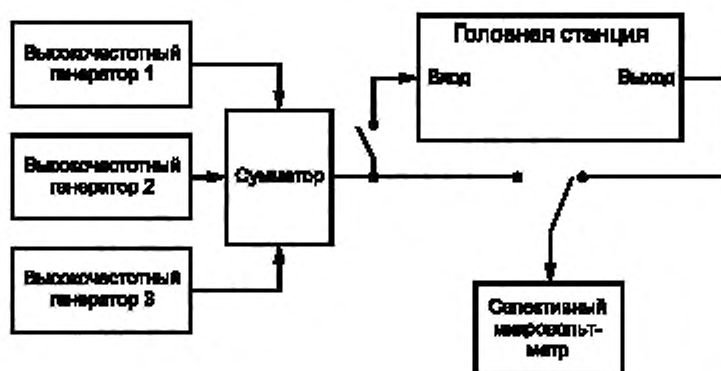 Высокочастотный
генератор 1
Головная станция
Вход
Выход
Высокочастотный
генератор 2
Сумматор
Высокочастотный
генератор 3
Селективный
микровольт-
метр